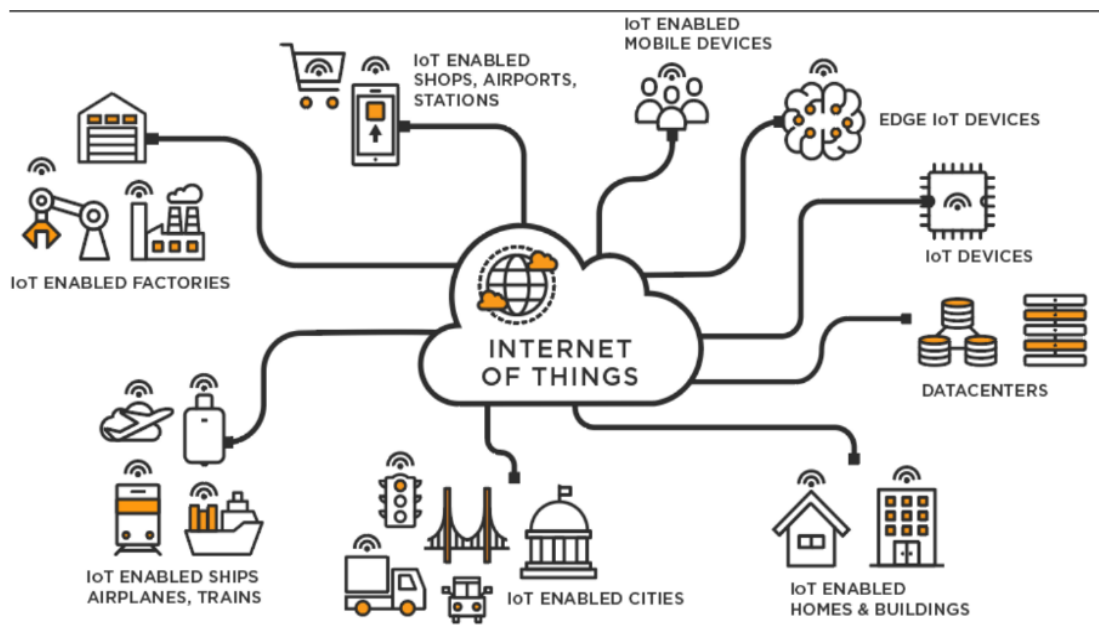 IoT ENABLED
SHOPS, AIRPORTS,
STATIONS
IoT ENABLED
MOBILE DEVICES
EDGE IoT DEVICES
IoT DEVICES
IoT ENABLED FACTORIES
INTERNET
OF THINGS
DATACENTERS
IoT ENABLED SHIPS
AIRPLANES, TRAINS
IoT ENABLED CITIES
IoT ENABLED
HOMES & BUILDINGS